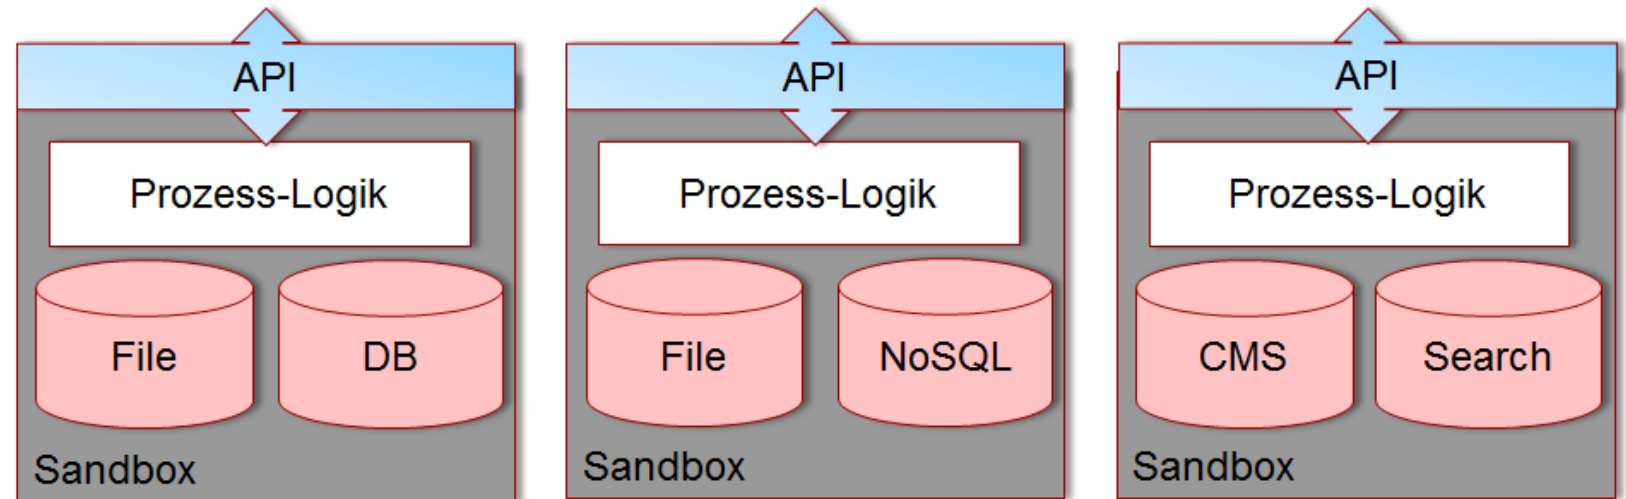 API
Prozess-Logik
File
DB
Sandbox
API
Prozess-Logik
File
NoSQL
Sandbox
API
Prozess-Logik
CMS
Search
Sandbox